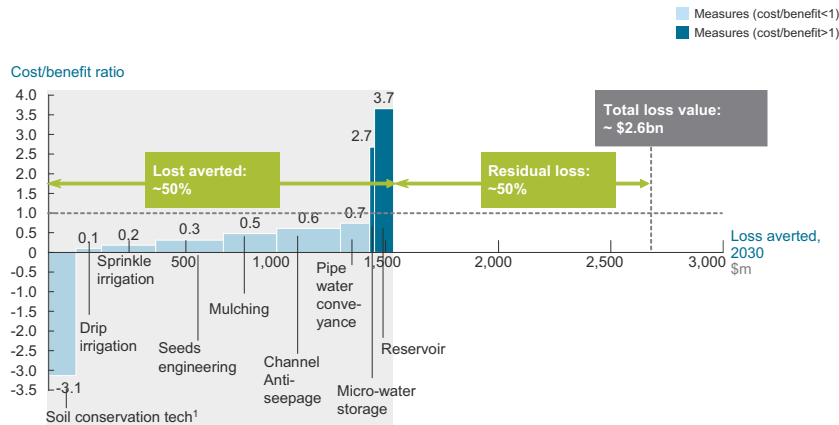 Measures (cost/benefit<1)
Measures (cost/benefit>1)
Cost/benefit ratio
4.0
3.5
3.0
2.5
2.0
1.5
1.0
0.5
0
-0.5
-1.0
-1.5
-2.0
-2.5
-3.0
-3.5
3.7
2.7
Total loss value:
~ $2.6bn
Lost averted:
~50%
Residual loss:
~50%
0.1
0.2
0.3
0.5
0.6
0.7
-3.1
500
1,000
1,500
2,000
2,500
3,000
Loss averted,
2030
$m
Sprinkle
irrigation
Drip
irrigation
Seeds
engineering
Mulching
Channel
Anti-
seepage
Pipe
water
conve-
yance
Micro-water
storage
Reservoir
Soil conservation tech¹